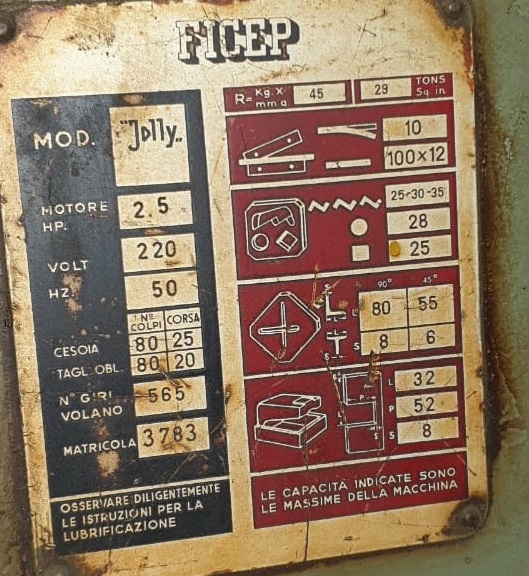 FICEP
MOD. "Jolly"
MOTORE HP. 2.5
VOLT 220
HZ. 50
N° COLPI CORSA
CESOIA 80 25
TAGL. OBL. 80 20
N° GIRI VOLANO 565
MATRICOLA 3783
OSSERVARE DILIGENTEMENTE
LE ISTRUZIONI PER LA
LUBRIFICAZIONE
R= Kg. X mm q 45 29 TONS Sq. in
10
100×12
25-30-35
28
25
90° 45°
L 80 55
S 8 6
L 32
P 52
S 8
LE CAPACITÀ INDICATE SONO
LE MASSIME DELLA MACCHINA